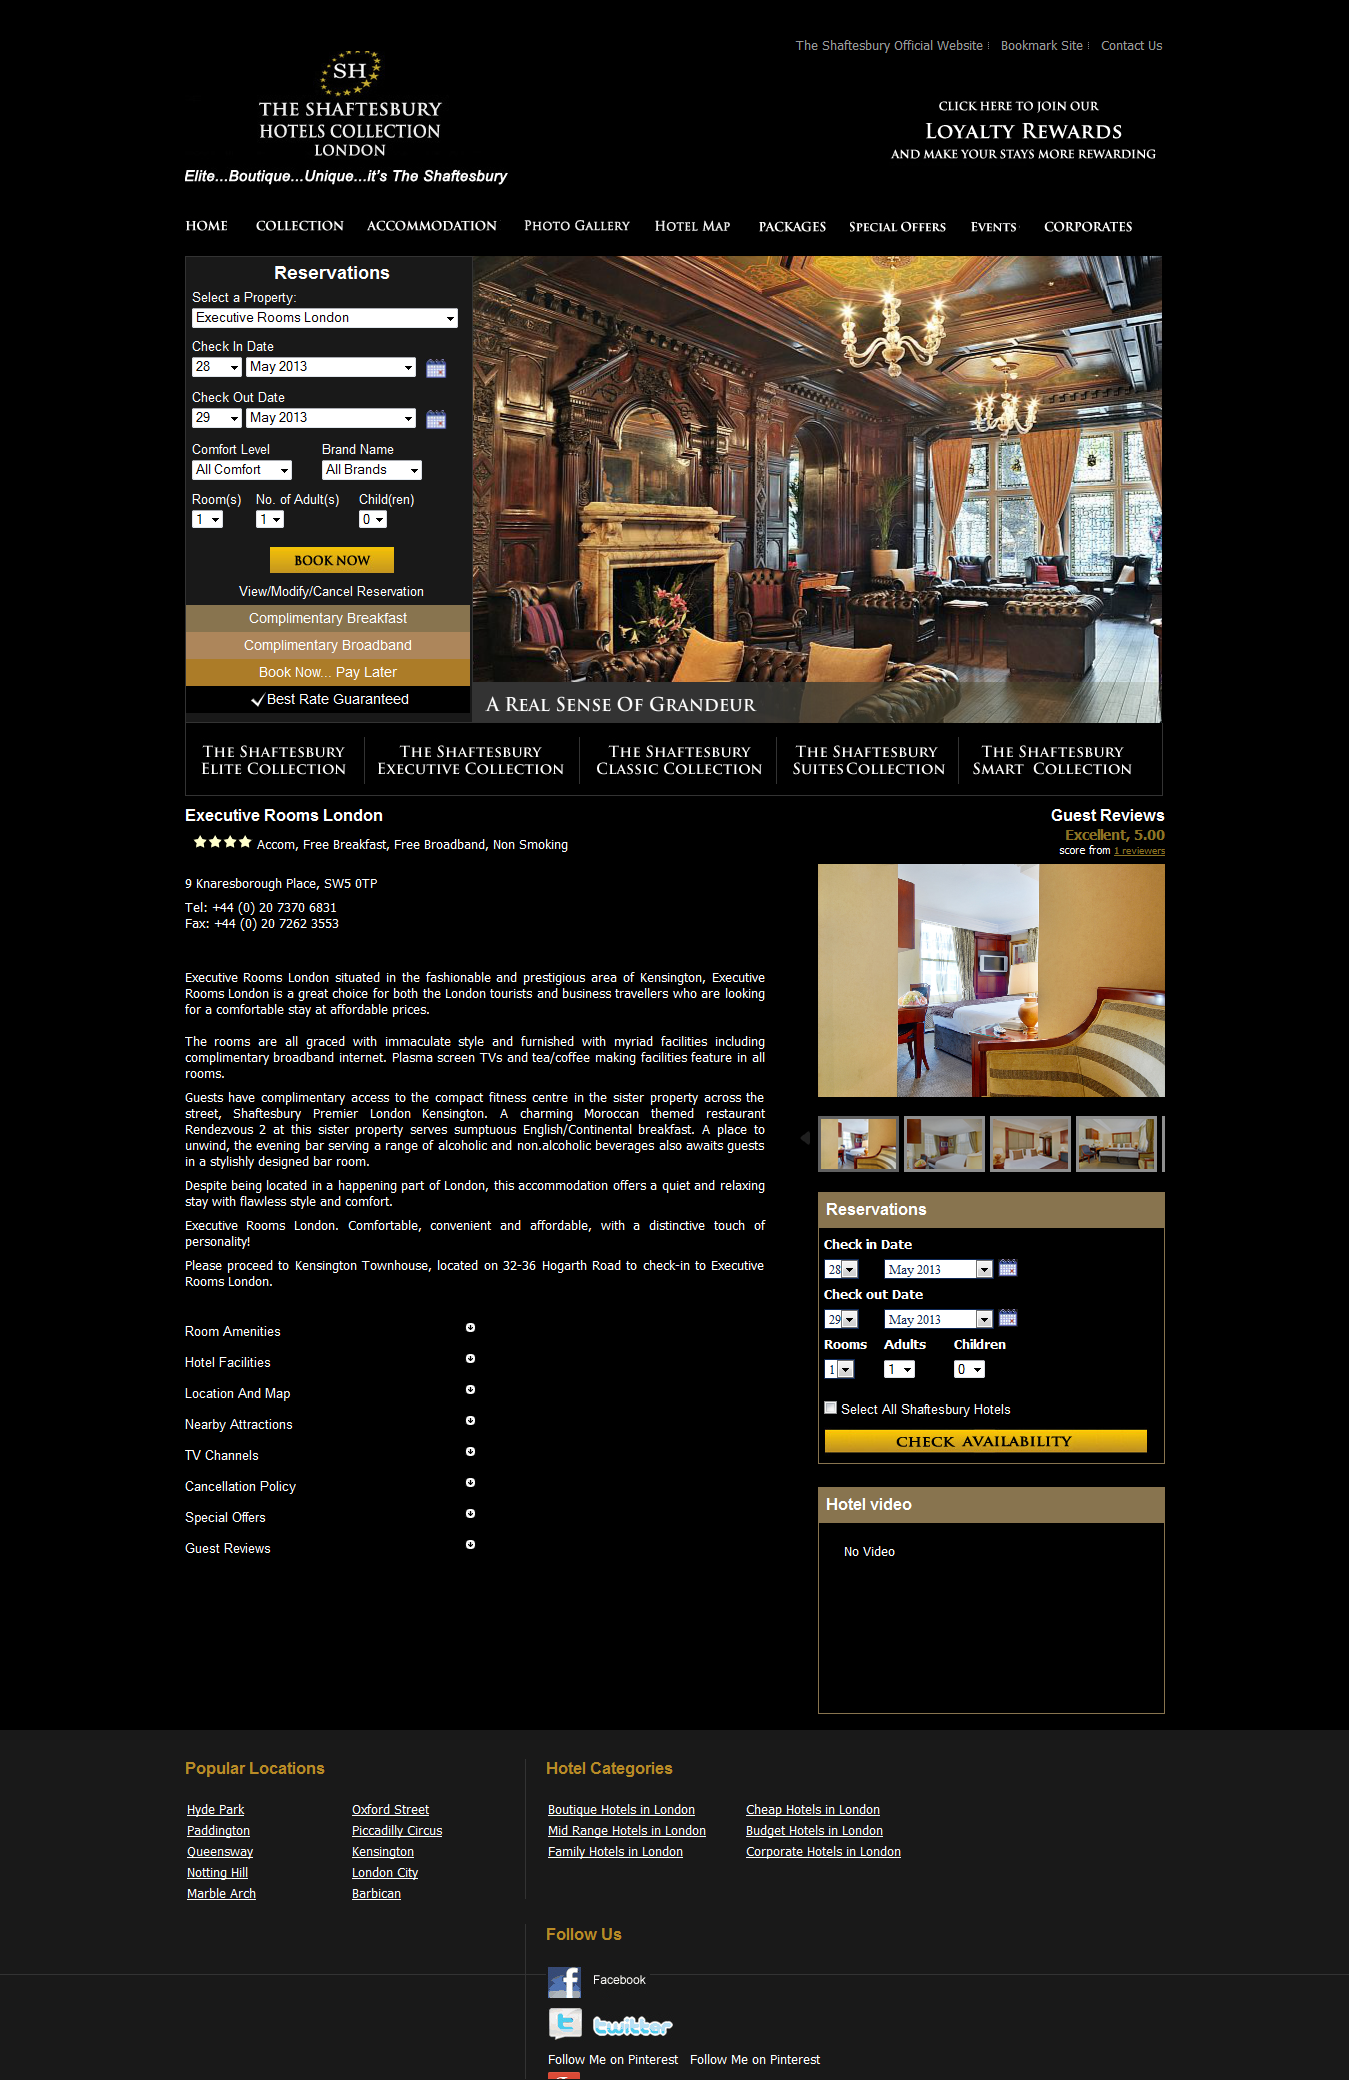 The Shaftesbury Official Website
Bookmark Site
Contact Us
SH
THE SHAFTESBURY
HOTELS COLLECTION
LONDON
Elite...Boutique...Unique...it's The Shaftesbury
CLICK HERE TO JOIN OUR
LOYALTY REWARDS
AND MAKE YOUR STAYS MORE REWARDING
HOME COLLECTION ACCOMMODATION PHOTO GALLERY HOTEL MAP PACKAGES SPECIAL OFFERS EVENTS CORPORATES
Reservations
Select a Property:
Executive Rooms London
Check In Date
28 May 2013
Check Out Date
29 May 2013
Comfort Level Brand Name
All Comfort All Brands
Room(s) No. of Adult(s) Child(ren)
1 1 0
BOOK NOW
View/Modify/Cancel Reservation
Complimentary Breakfast
Complimentary Broadband
Book Now... Pay Later
Best Rate Guaranteed
A REAL SENSE OF GRANDEUR
THE SHAFTESBURY
ELITE COLLECTION
THE SHAFTESBURY
EXECUTIVE COLLECTION
THE SHAFTESBURY
CLASSIC COLLECTION
THE SHAFTESBURY
SUITES COLLECTION
THE SHAFTESBURY
SMART COLLECTION
Executive Rooms London
Accom, Free Breakfast, Free Broadband, Non Smoking
9 Knaresborough Place, SW5 0TP
Tel: +44 (0) 20 7370 6831
Fax: +44 (0) 20 7262 3553
Executive Rooms London situated in the fashionable and prestigious area of Kensington, Executive
Rooms London is a great choice for both the London tourists and business travellers who are looking
for a comfortable stay at affordable prices.
The rooms are all graced with immaculate style and furnished with myriad facilities including
complimentary broadband internet. Plasma screen TVs and tea/coffee making facilities feature in all
rooms.
Guests have complimentary access to the compact fitness centre in the sister property across the
street, Shaftesbury Premier London Kensington. A charming Moroccan themed restaurant
Rendezvous 2 at this sister property serves sumptuous English/Continental breakfast. A place to
unwind, the evening bar serving a range of alcoholic and non.alcoholic beverages also awaits guests
in a stylishly designed bar room.
Despite being located in a happening part of London, this accommodation offers a quiet and relaxing
stay with flawless style and comfort.
Executive Rooms London. Comfortable, convenient and affordable, with a distinctive touch of
personality!
Please proceed to Kensington Townhouse, located on 32-36 Hogarth Road to check-in to Executive
Rooms London.
Room Amenities
Hotel Facilities
Location And Map
Nearby Attractions
TV Channels
Cancellation Policy
Special Offers
Guest Reviews
Guest Reviews
Excellent, 5.00
score from 1 reviewers
Reservations
Check in Date
28 May 2013
Check out Date
29 May 2013
Rooms Adults Children
1 1 0
Select All Shaftesbury Hotels
CHECK AVAILABILITY
Hotel video
No Video
Popular Locations
Hyde Park Oxford Street
Paddington Piccadilly Circus
Queensway Kensington
Notting Hill London City
Marble Arch Barbican
Hotel Categories
Boutique Hotels in London Cheap Hotels in London
Mid Range Hotels in London Budget Hotels in London
Family Hotels in London Corporate Hotels in London
Follow Us
f Facebook
t twitter
Follow Me on Pinterest Follow Me on Pinterest